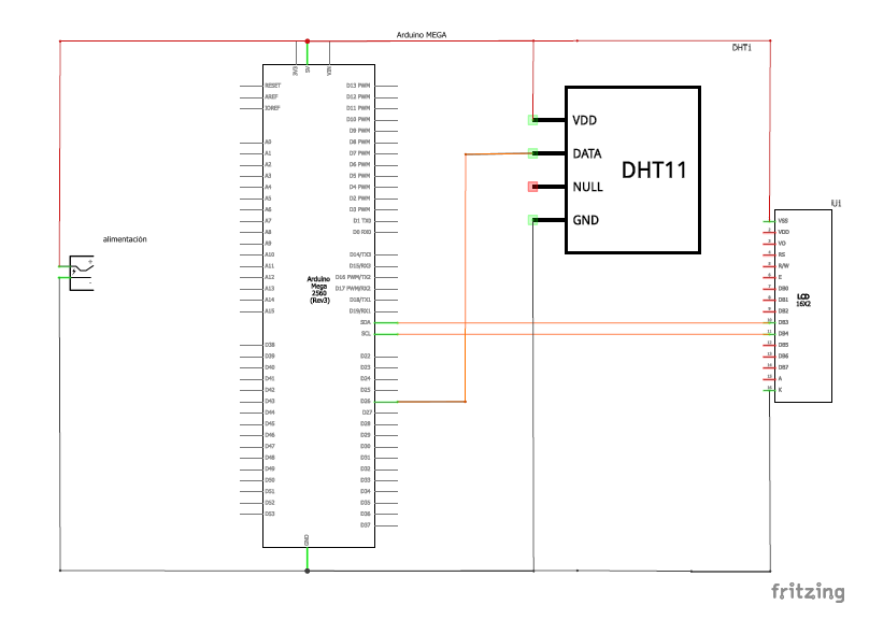 Arduino MEGA
DHT1
3V3
5V
VIN
RESET
AREF
IOREF
A0
A1
A2
A3
A4
A5
A6
A7
A8
A9
A10
A11
A12
A13
A14
A15
D38
D39
D40
D41
D42
D43
D44
D45
D46
D47
D48
D49
D50
D51
D52
D53
D13 PWM
D12 PWM
D11 PWM
D10 PWM
D9 PWM
D8 PWM
D7 PWM
D6 PWM
D5 PWM
D4 PWM
D3 PWM
D2 PWM
D1 TX0
D0 RX0
D14/TX3
D15/RX3
D16 PWM/TX2
D17 PWM/RX2
D18/TX1
D19/RX1
SDA
SCL
D22
D23
D24
D25
D26
D27
D28
D29
D30
D31
D32
D33
D34
D35
D36
D37
Arduino
Mega
2560
(Rev3)
GND
alimentación
+
-
VDD
DATA
NULL
GND
DHT11
U1
VSS
VDD
VO
RS
R/W
E
DB0
DB1
DB2
DB3
DB4
DB5
DB6
DB7
A
K
LCD
16X2
fritzing